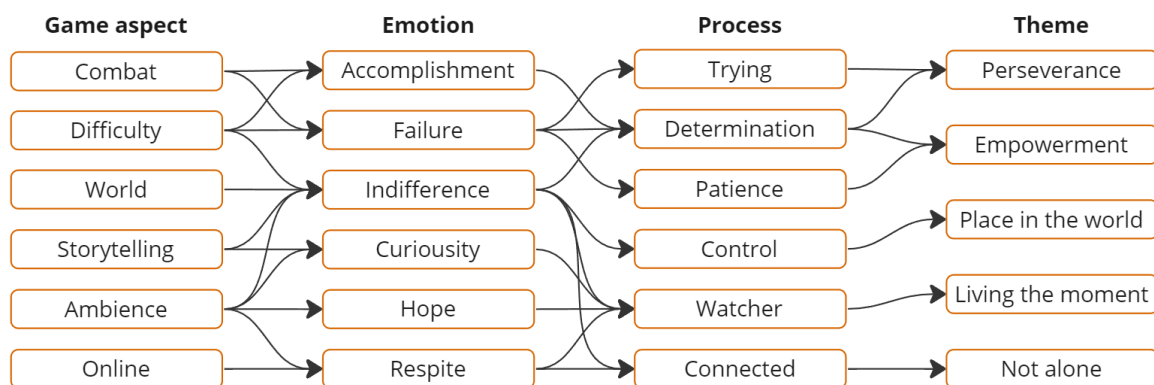 Game aspect Emotion Process Theme
Combat Accomplishment Trying Perseverance
Difficulty Failure Determination Empowerment
World Indifference Patience Place in the world
Storytelling Curiousity Control Living the moment
Ambience Hope Watcher Not alone
Online Respite Connected